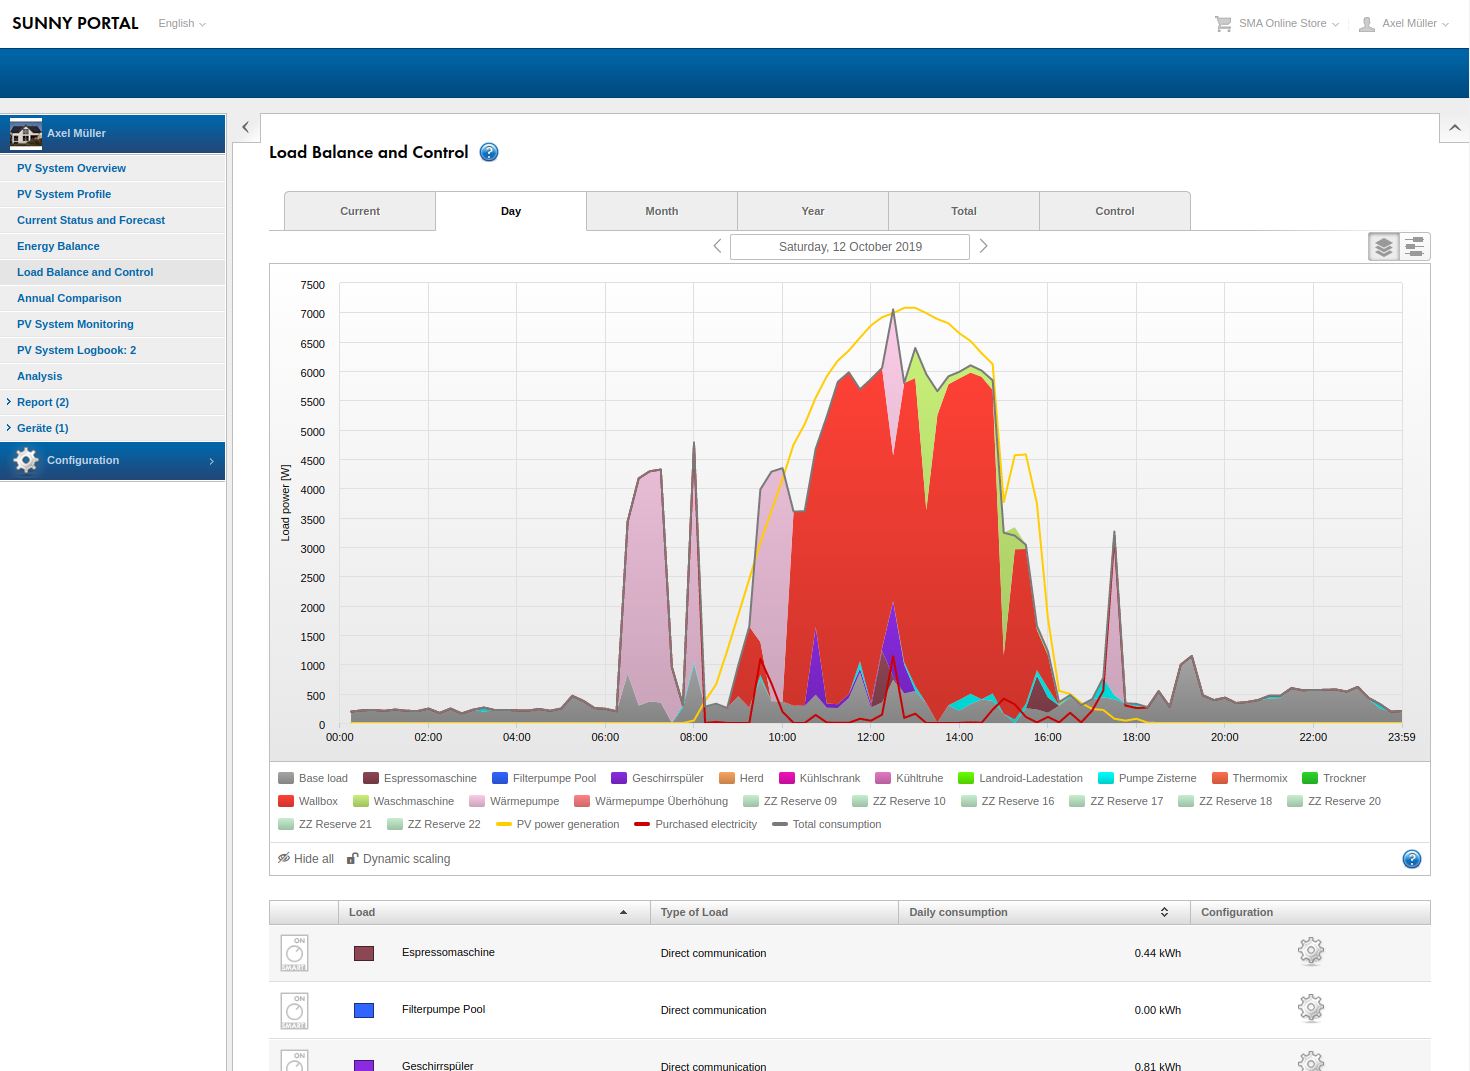 SUNNY PORTAL English SMA Online Store Axel Müller
Axel Müller
PV System Overview
PV System Profile
Current Status and Forecast
Energy Balance
Load Balance and Control
Annual Comparison
PV System Monitoring
PV System Logbook: 2
Analysis
Report (2)
Geräte (1)
Configuration
Load Balance and Control ?
Current Day Month Year Total Control
Saturday, 12 October 2019
7500
7000
6500
6000
5500
5000
4500
4000
3500
3000
2500
2000
1500
1000
500
0
Load power [W]
00:00 02:00 04:00 06:00 08:00 10:00 12:00 14:00 16:00 18:00 20:00 22:00 23:59
Base load Espressomaschine Filterpumpe Pool Geschirrspüler Herd Kühlschrank Kühltruhe Landroid-Ladestation Pumpe Zisterne Thermomix Trockner
Wallbox Waschmaschine Wärmepumpe Wärmepumpe Überhöhung ZZ Reserve 09 ZZ Reserve 10 ZZ Reserve 16 ZZ Reserve 17 ZZ Reserve 18 ZZ Reserve 20
ZZ Reserve 21 ZZ Reserve 22 PV power generation Purchased electricity Total consumption
Hide all Dynamic scaling ?
Load Type of Load Daily consumption Configuration
ON
SMART
Espressomaschine Direct communication 0.44 kWh
ON
SMART
Filterpumpe Pool Direct communication 0.00 kWh
ON
Geschirrspüler Direct communication 0.81 kWh